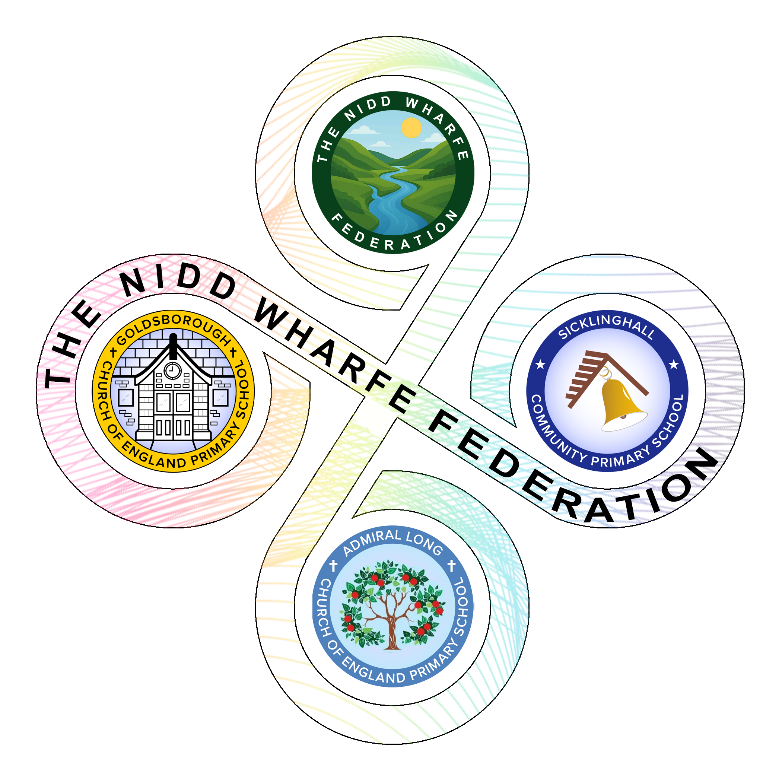 THE NIDD WHARFE
FEDERATION
THE NIDD WHARFE FEDERATION
GOLDSBOROUGH
CHURCH OF ENGLAND PRIMARY SCHOOL
SICKLINGHALL
COMMUNITY PRIMARY SCHOOL
ADMIRAL LONG
CHURCH OF ENGLAND PRIMARY SCHOOL